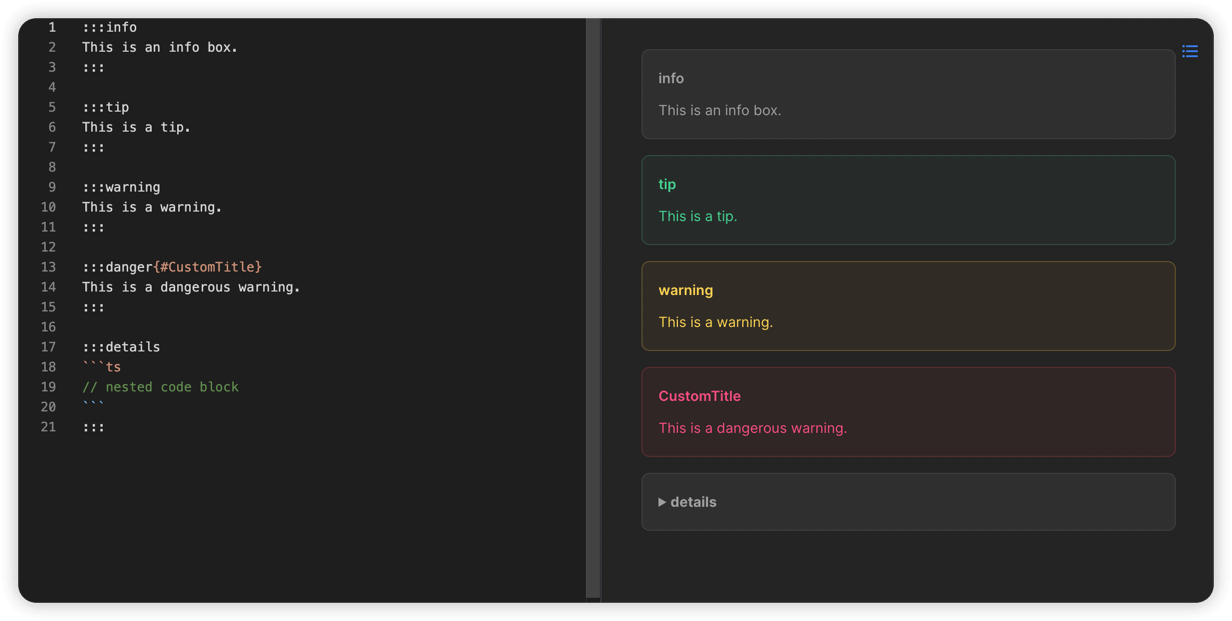 1 :::info
2 This is an info box.
3 :::
4
5 :::tip
6 This is a tip.
7 :::
8
9 :::warning
10 This is a warning.
11 :::
12
13 :::danger{#CustomTitle}
14 This is a dangerous warning.
15 :::
16
17 :::details
18 ```ts
19 // nested code block
20 ```
21 :::
info
This is an info box.
tip
This is a tip.
warning
This is a warning.
CustomTitle
This is a dangerous warning.
details